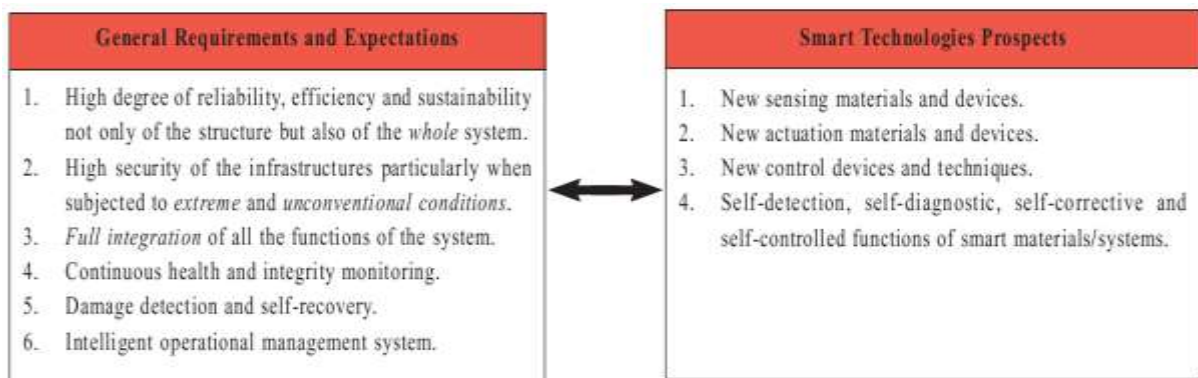 General Requirements and Expectations
1. High degree of reliability, efficiency and sustainability
not only of the structure but also of the whole system.
2. High security of the infrastructures particularly when
subjected to extreme and unconventional conditions.
3. Full integration of all the functions of the system.
4. Continuous health and integrity monitoring.
5. Damage detection and self-recovery.
6. Intelligent operational management system.
Smart Technologies Prospects
1. New sensing materials and devices.
2. New actuation materials and devices.
3. New control devices and techniques.
4. Self-detection, self-diagnostic, self-corrective and
self-controlled functions of smart materials/systems.